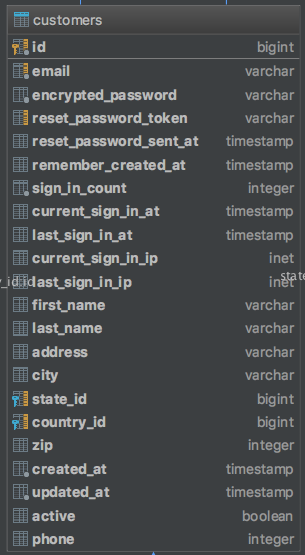 customers
id bigint
email varchar
encrypted_password varchar
reset_password_token varchar
reset_password_sent_at timestamp
remember_created_at timestamp
sign_in_count integer
current_sign_in_at timestamp
last_sign_in_at timestamp
current_sign_in_ip inet
last_sign_in_ip inet
first_name varchar
last_name varchar
address varchar
city varchar
state_id bigint
country_id bigint
zip integer
created_at timestamp
updated_at timestamp
active boolean
phone integer